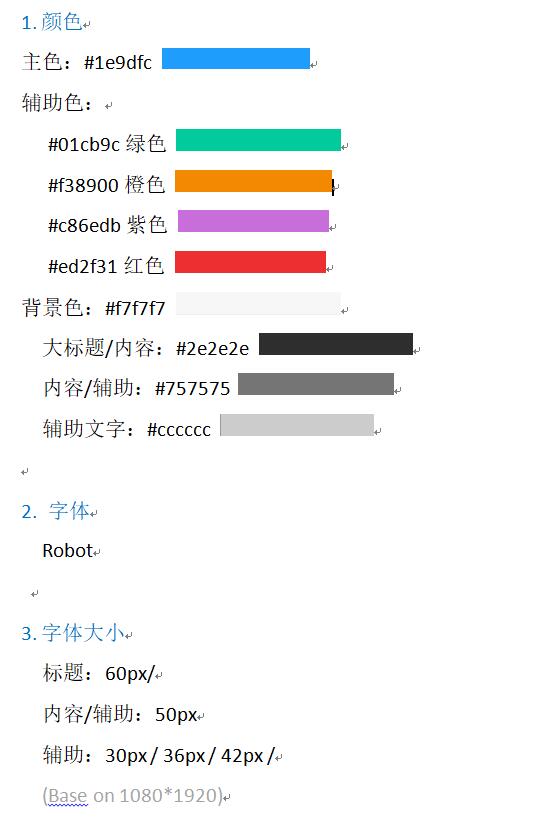 1. 颜色
主色：#1e9dfc
辅助色：
#01cb9c 绿色
#f38900 橙色
#c86edb 紫色
#ed2f31 红色
背景色：#f7f7f7
大标题/内容：#2e2e2e
内容/辅助：#757575
辅助文字：#cccccc
2. 字体
Robot
3. 字体大小
标题：60px/
内容/辅助：50px
辅助：30px / 36px / 42px /
(Base on 1080*1920)